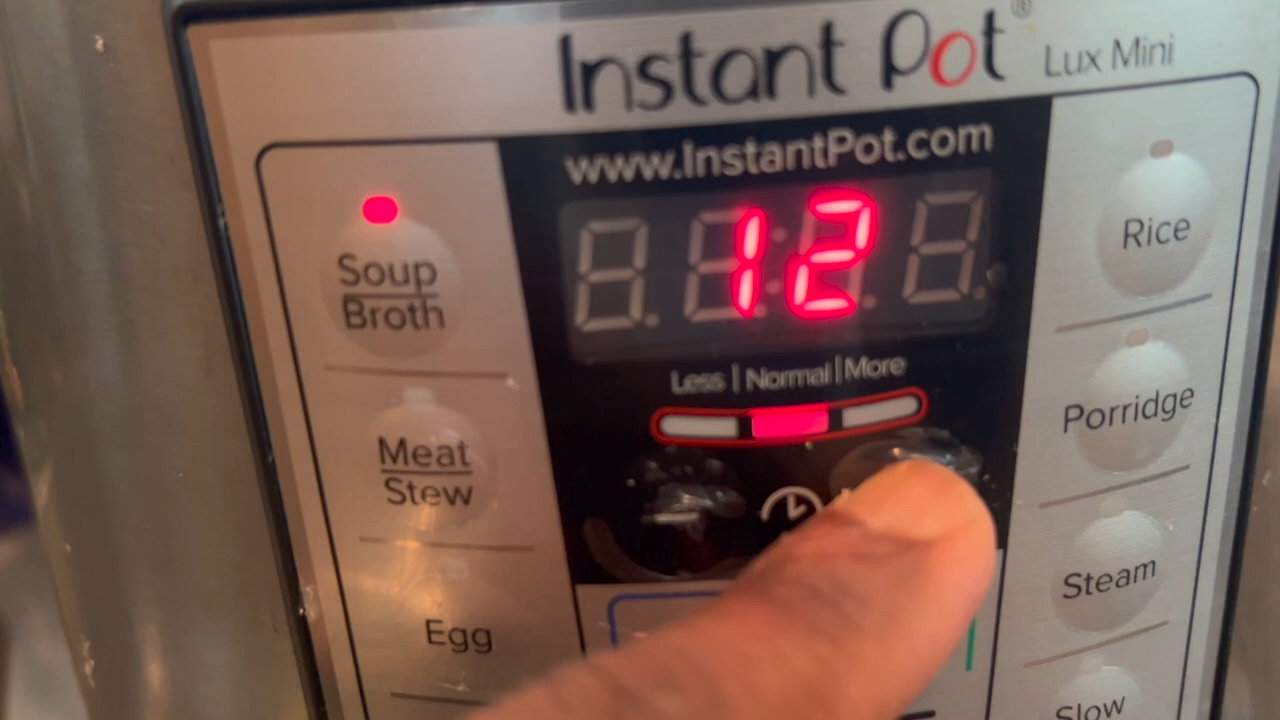 Instant Pot® Lux Mini
www.InstantPot.com
12
Less | Normal | More
Soup
Broth
Meat
Stew
Egg
Rice
Porridge
Steam
Slow